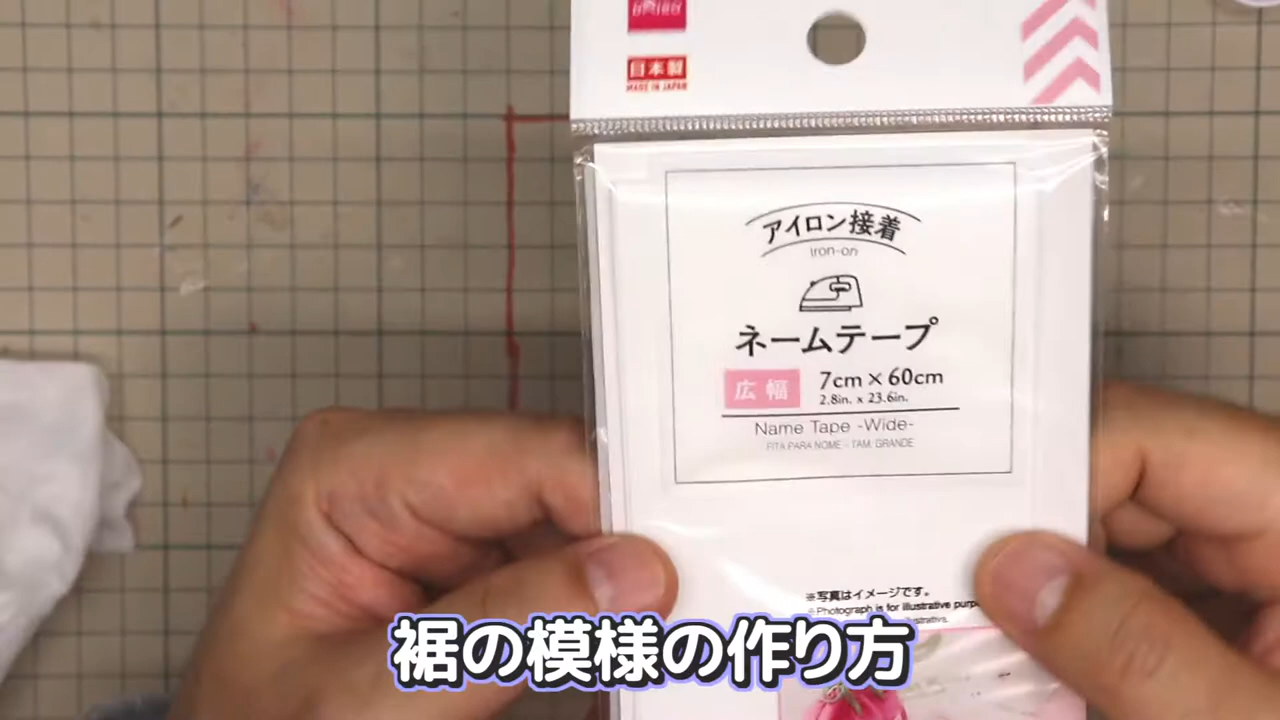 日本製
MADE IN JAPAN
アイロン接着
iron-on
ネームテープ
広幅
7cm×60cm
2.8in. x 23.6in.
Name Tape -Wide-
FITA PARA NOME - TAM. GRANDE
※写真はイメージです。
Photograph is for illustrative
裾の模様の作り方